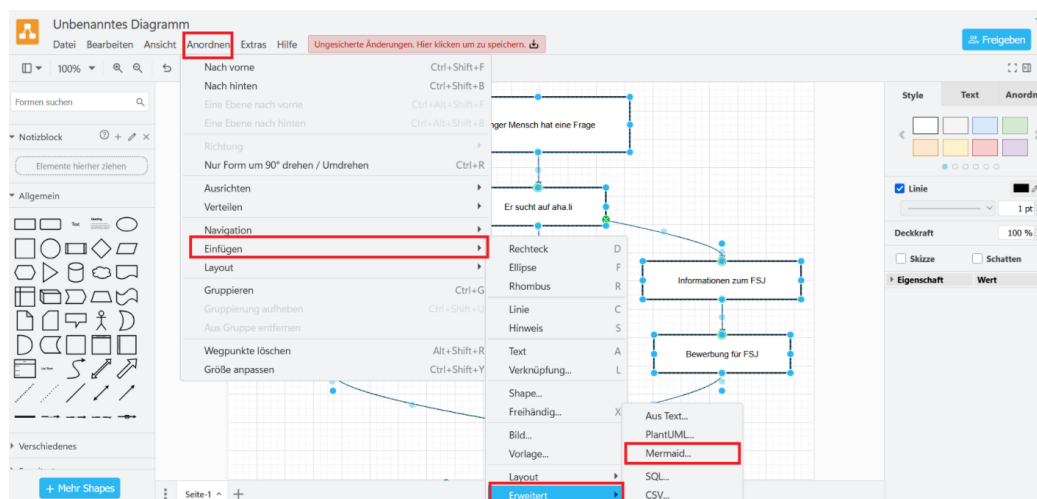 Unbenanntes Diagramm
Datei Bearbeiten Ansicht Anordnen Extras Hilfe Ungesicherte Änderungen. Hier klicken um zu speichern.
Freigeben
100%
Formen suchen
Notizblock
Elemente hierher ziehen
Allgemein
Text
Heading
Verschiedenes
+ Mehr Shapes
Seite-1
Nach vorne Ctrl+Shift+F
Nach hinten Ctrl+Shift+B
Eine Ebene nach vorne Ctrl+Alt+Shift+F
Eine Ebene nach hinten Ctrl+Alt+Shift+B
Richtung
Nur Form um 90° drehen / Umdrehen Ctrl+R
Ausrichten
Verteilen
Navigation
Einfügen
Layout
Gruppieren Ctrl+G
Gruppierung aufheben Ctrl+Shift+U
Aus Gruppe entfernen
Wegpunkte löschen Alt+Shift+R
Größe anpassen Ctrl+Shift+Y
Rechteck D
Ellipse F
Rhombus R
Linie C
Hinweis S
Text A
Verknüpfung... L
Shape...
Freihändig... X
Bild...
Vorlage...
Layout
Erweitert
Aus Text...
PlantUML...
Mermaid...
SQL...
CSV...
nger Mensch hat eine Frage
Er sucht auf aha.li
Informationen zum FSJ
Bewerbung für FSJ
Style Text Anordn
Linie
1 pt
Deckkraft 100 %
Skizze Schatten
Eigenschaft Wert